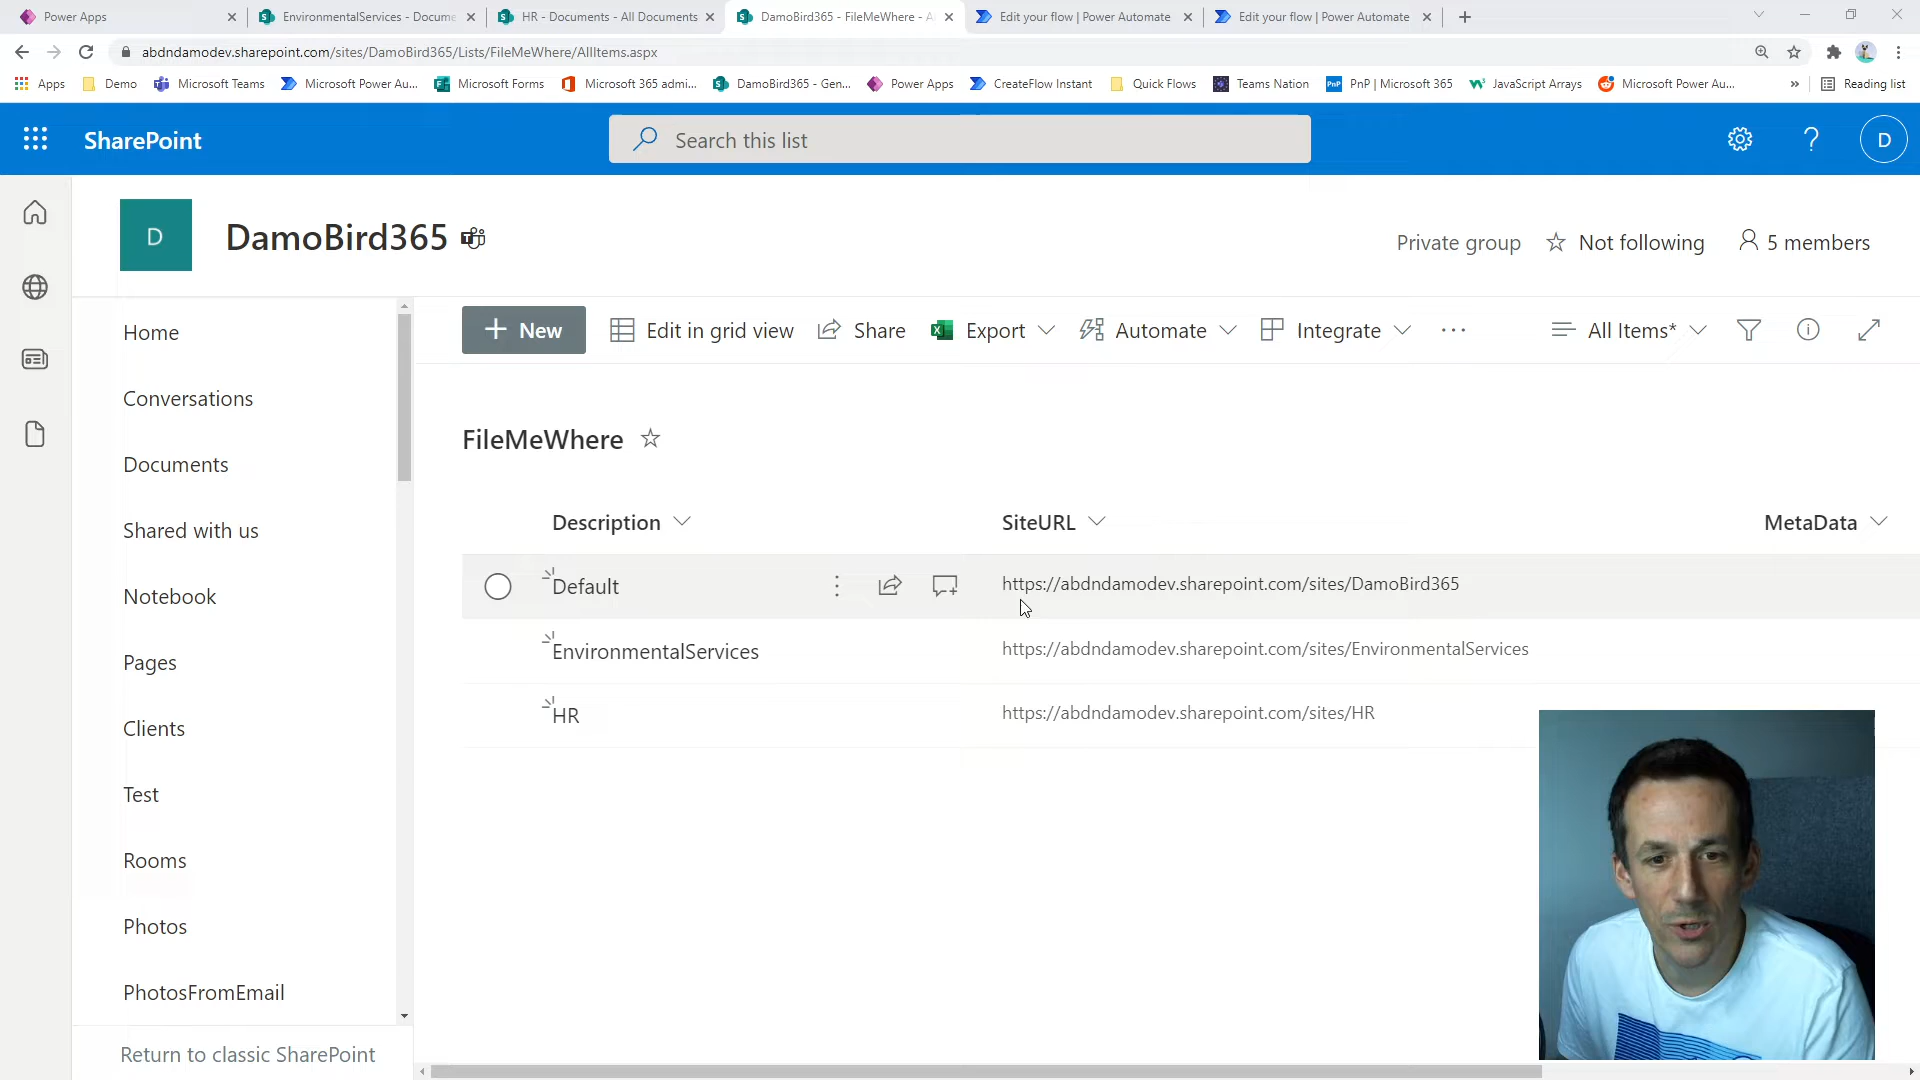 Power Apps
EnvironmentalServices - Docume
HR - Documents - All Documents
DamoBird365 - FileMeWhere - A
Edit your flow | Power Automate
Edit your flow | Power Automate
abdndamodev.sharepoint.com/sites/DamoBird365/Lists/FileMeWhere/AllItems.aspx
Apps
Demo
Microsoft Teams
Microsoft Power Au...
Microsoft Forms
Microsoft 365 admi...
DamoBird365 - Gen...
Power Apps
CreateFlow Instant
Quick Flows
Teams Nation
PnP | Microsoft 365
JavaScript Arrays
Microsoft Power Au...
Reading list
SharePoint
Search this list
D
D
DamoBird365
Private group
Not following
5 members
Home
Conversations
Documents
Shared with us
Notebook
Pages
Clients
Test
Rooms
Photos
PhotosFromEmail
Return to classic SharePoint
New
Edit in grid view
Share
Export
Automate
Integrate
All Items*
FileMeWhere
Description
SiteURL
MetaData
Default
https://abdndamodev.sharepoint.com/sites/DamoBird365
EnvironmentalServices
https://abdndamodev.sharepoint.com/sites/EnvironmentalServices
HR
https://abdndamodev.sharepoint.com/sites/HR